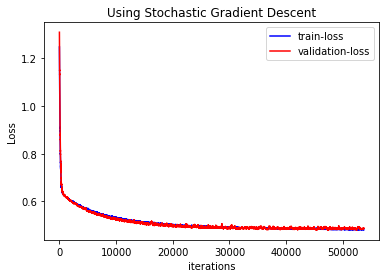 Using Stochastic Gradient Descent
train-loss
validation-loss
1.2
1.0
0.8
0.6
Loss
0
10000
20000
30000
40000
50000
iterations